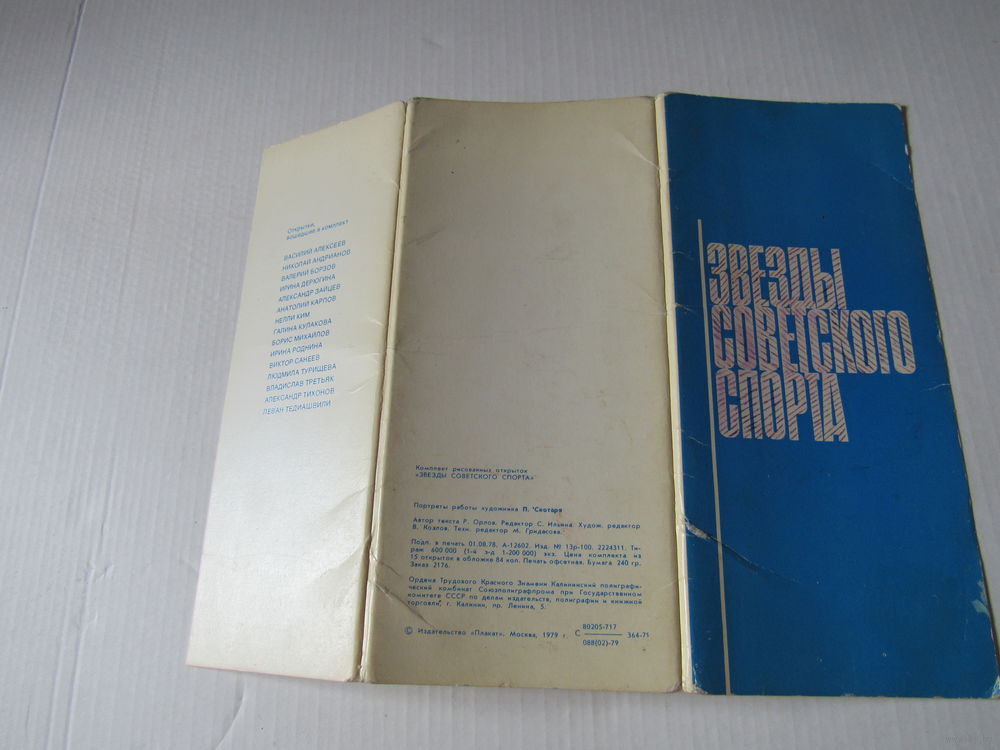 Открытки,
вошедшие в комплект
ВАСИЛИЙ АЛЕКСЕЕВ
НИКОЛАЙ АНДРИАНОВ
ВАЛЕРИЙ БОРЗОВ
ИРИНА ДЕРЮГИНА
АЛЕКСАНДР ЗАЙЦЕВ
АНАТОЛИЙ КАРПОВ
НЕЛЛИ КИМ
ГАЛИНА КУЛАКОВА
БОРИС МИХАЙЛОВ
ИРИНА РОДНИНА
ВИКТОР САНЕЕВ
ЛЮДМИЛА ТУРИЩЕВА
ВЛАДИСЛАВ ТРЕТЬЯК
АЛЕКСАНДР ТИХОНОВ
ЛЕВАН ТЕДИАШВИЛИ
Комплект рисованных открыток
«ЗВЕЗДЫ СОВЕТСКОГО СПОРТА»
Портреты работы художника П. Скотаря
Автор текста Р. Орлов. Редактор С. Ильина. Худож. редактор
В. Козлов. Техн. редактор М. Гридасова.
Подп. в печать 01.08.78. А-12602. Изд. № 13р-100. 2224311. Ти-
раж 600 000 (1-й з-д 1-200 000) экз. Цена комплекта из
15 открыток в обложке 84 коп. Печать офсетная. Бумага 240 гр.
Заказ 2176.
Ордена Трудового Красного Знамени Калининский полиграфи-
ческий комбинат Союзполиграфпрома при Государственном
комитете СССР по делам издательств, полиграфии и книжной
торговли, г. Калинин, пр. Ленина, 5.
© Издательство «Плакат». Москва, 1979 г. С 80205-717 364-71
088(02)-79
ЗВЕЗДЫ
СОВЕТСКОГО
СПОРТА